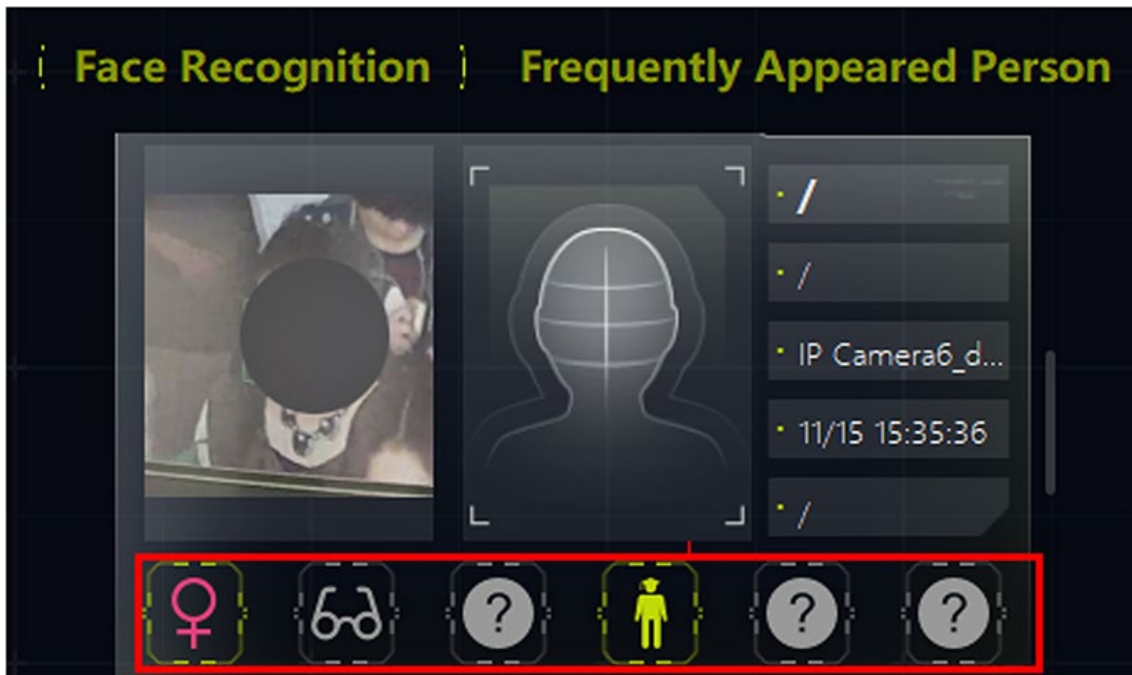 Face Recognition Frequently Appeared Person
/
/
IP Camera6_d...
11/15 15:35:36
/
? ? ?